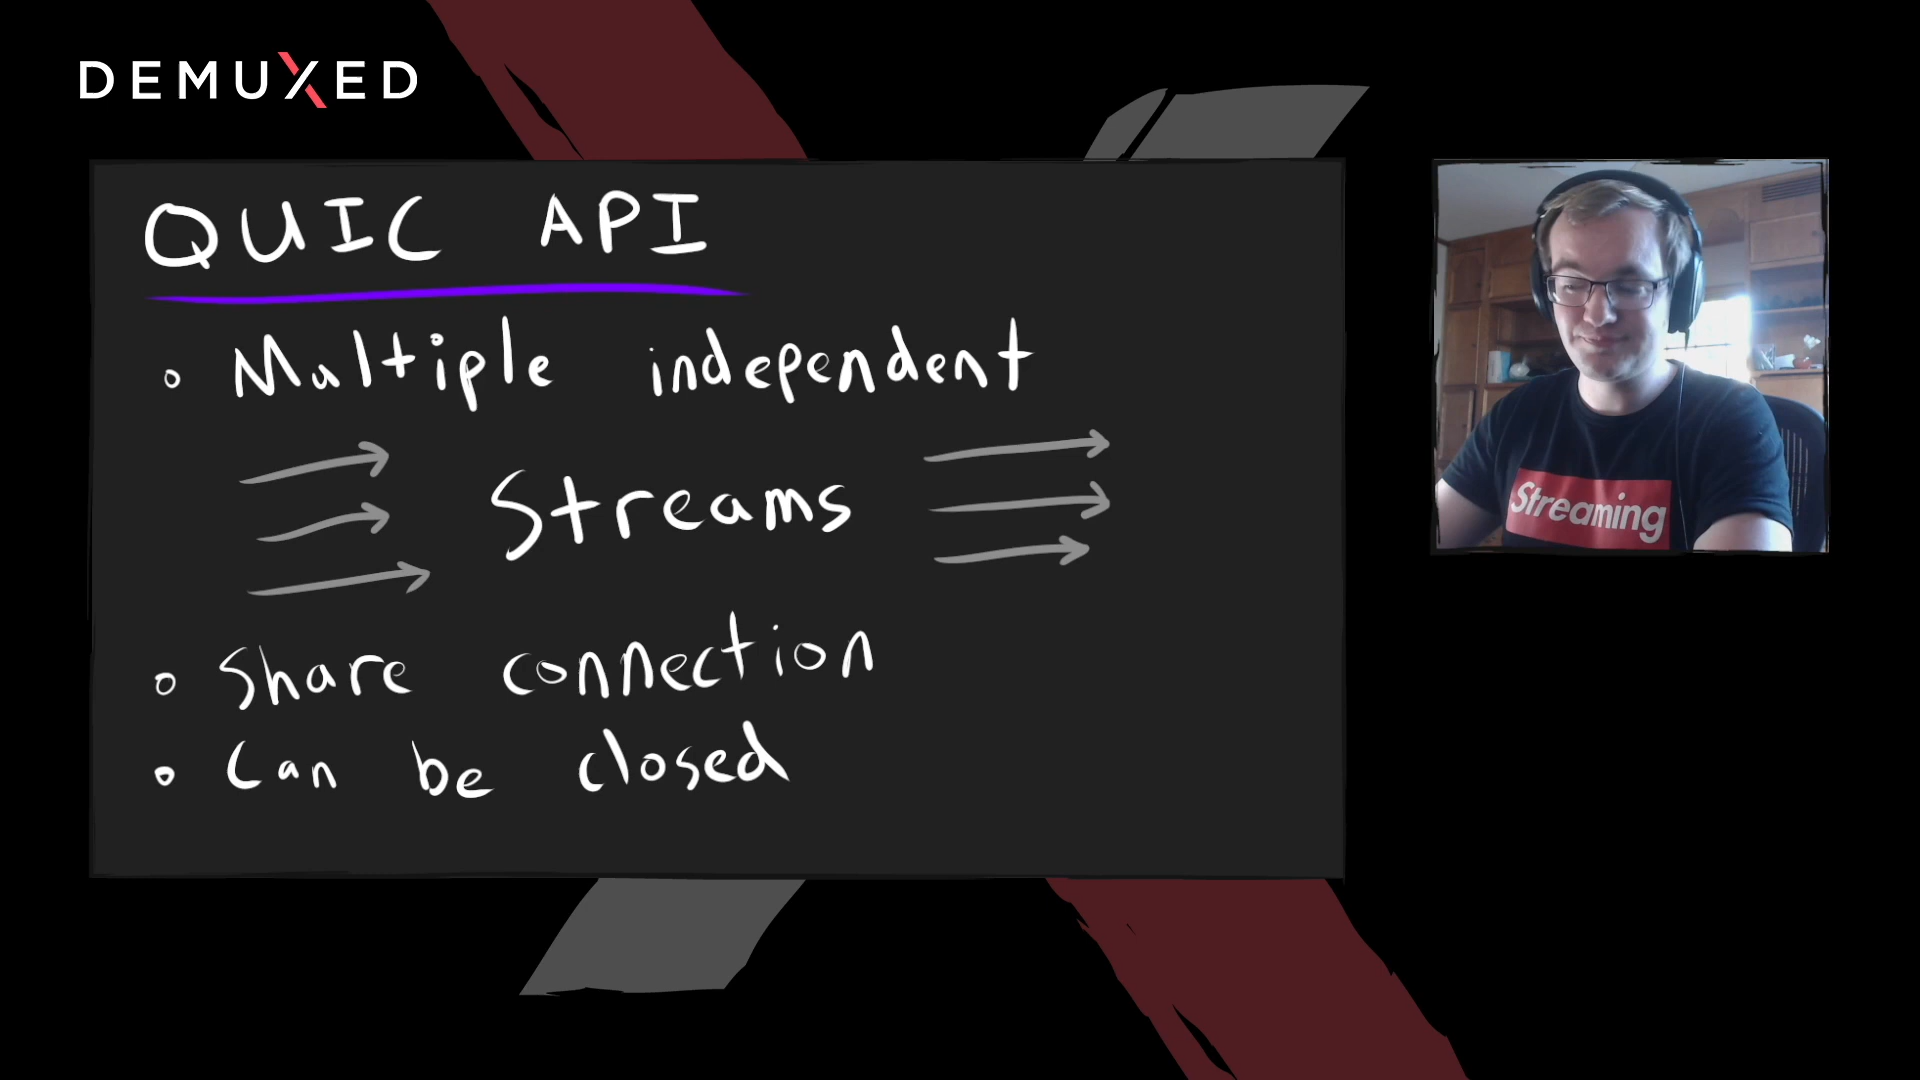 DEMUXED
QUIC API
• Multiple independent
Streams
• Share connection
• Can be closed
Streaming